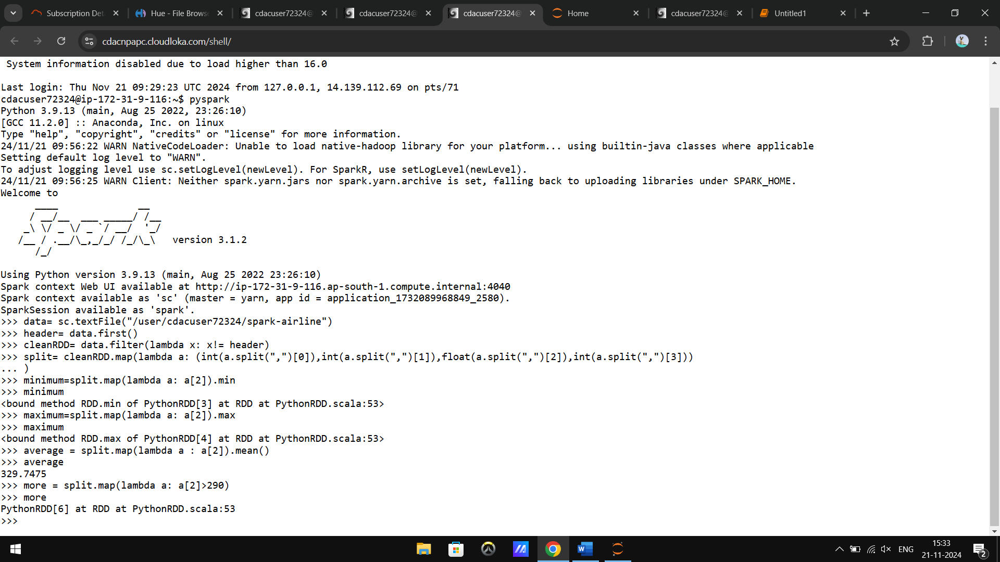 Subscription Det
Hue - File Browse
cdacuser72324@
cdacuser72324@
cdacuser72324@
Home
cdacuser72324@
Untitled1
cdacnpapc.cloudloka.com/shell/
System information disabled due to load higher than 16.0
Last login: Thu Nov 21 09:29:23 UTC 2024 from 127.0.0.1, 14.139.112.69 on pts/71
cdacuser72324@ip-172-31-9-116:~$ pyspark
Python 3.9.13 (main, Aug 25 2022, 23:26:10)
[GCC 11.2.0] :: Anaconda, Inc. on linux
Type "help", "copyright", "credits" or "license" for more information.
24/11/21 09:56:22 WARN NativeCodeLoader: Unable to load native-hadoop library for your platform... using builtin-java classes where applicable
Setting default log level to "WARN".
To adjust logging level use sc.setLogLevel(newLevel). For SparkR, use setLogLevel(newLevel).
24/11/21 09:56:25 WARN Client: Neither spark.yarn.jars nor spark.yarn.archive is set, falling back to uploading libraries under SPARK_HOME.
Welcome to
      ____              __
     / __/__  ___ _____/ /__
    _\ \/ _ \/ _ `/ __/  '_/
   /__ / .__/\_,_/_/ /_/\_\   version 3.1.2
      /_/
Using Python version 3.9.13 (main, Aug 25 2022 23:26:10)
Spark context Web UI available at http://ip-172-31-9-116.ap-south-1.compute.internal:4040
Spark context available as 'sc' (master = yarn, app id = application_1732089968849_2580).
SparkSession available as 'spark'.
>>> data= sc.textFile("/user/cdacuser72324/spark-airline")
>>> header= data.first()
>>> cleanRDD= data.filter(lambda x: x!= header)
>>> split= cleanRDD.map(lambda a: (int(a.split(",")[0]),int(a.split(",")[1]),float(a.split(",")[2]),int(a.split(",")[3]))
... )
>>> minimum=split.map(lambda a: a[2]).min
>>> minimum
<bound method RDD.min of PythonRDD[3] at RDD at PythonRDD.scala:53>
>>> maximum=split.map(lambda a: a[2]).max
>>> maximum
<bound method RDD.max of PythonRDD[4] at RDD at PythonRDD.scala:53>
>>> average = split.map(lambda a : a[2]).mean()
>>> average
329.7475
>>> more = split.map(lambda a: a[2]>290)
>>> more
PythonRDD[6] at RDD at PythonRDD.scala:53
>>>
ENG
15:33
21-11-2024
2